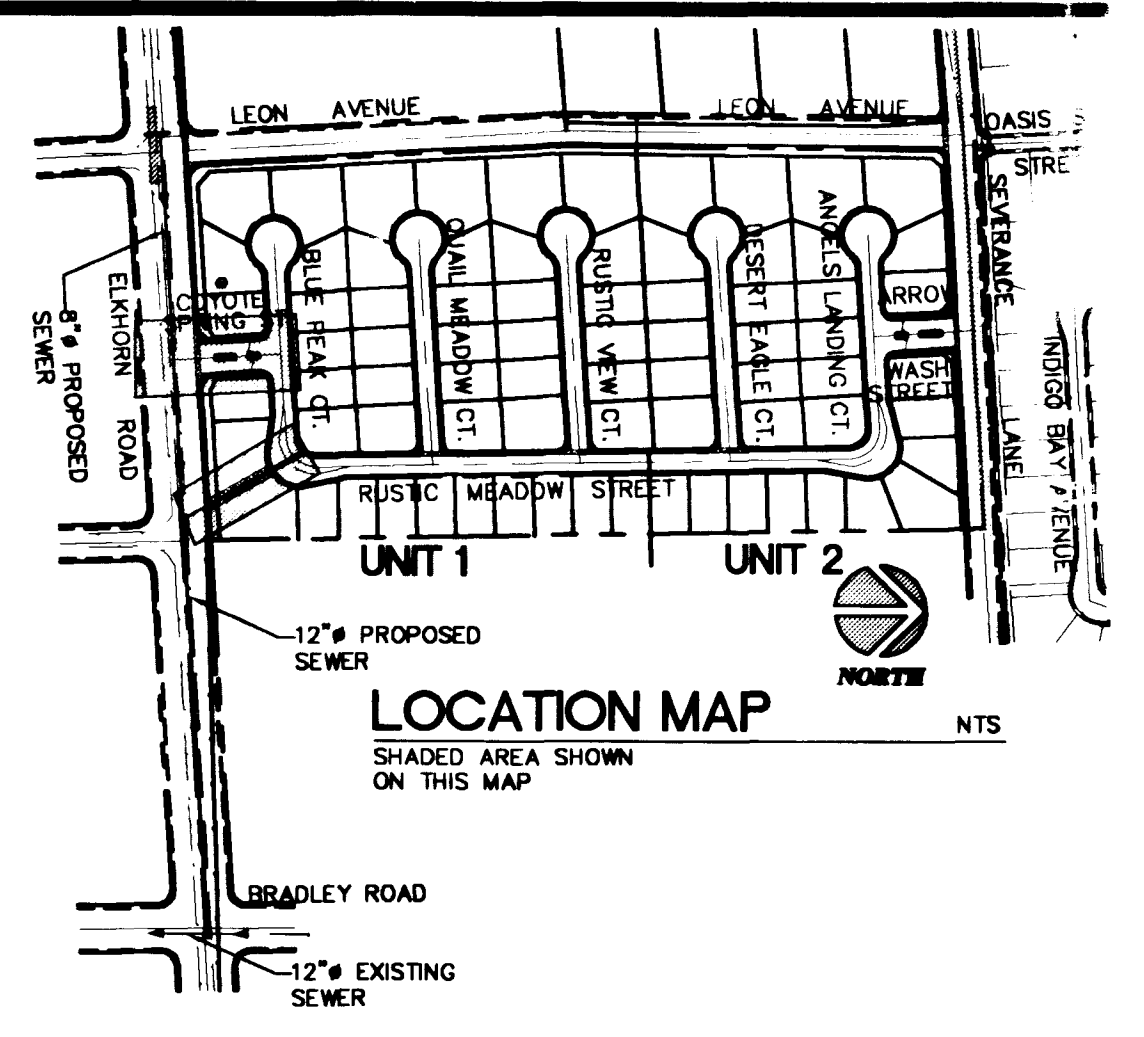 LEON AVENUE
LEON AVENUE
OASIS
STRE
SEVERANCE
LANE
8"ø PROPOSED
SEWER
ELKHORN
ROAD
COYOTE
BLUE PEAK CT.
QUAIL MEADOW CT.
RUSTIC VIEW CT.
DESERT EAGLE CT.
ANGELS LANDING CT.
ARROW
WASH
STREET
INDIGO BAY AVENUE
RUSTIC MEADOW STREET
UNIT 1
UNIT 2
12"ø PROPOSED
SEWER
NORTH
LOCATION MAP
NTS
SHADED AREA SHOWN
ON THIS MAP
BRADLEY ROAD
12"ø EXISTING
SEWER